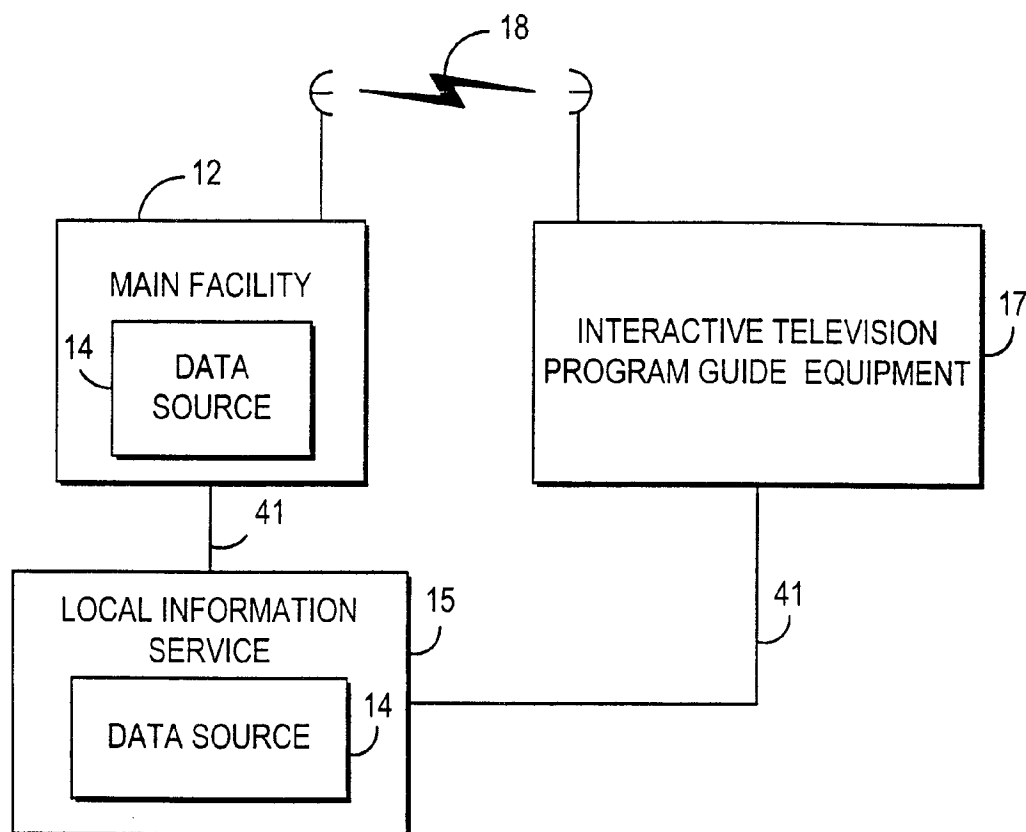 18
12
MAIN FACILITY
14
DATA
SOURCE
INTERACTIVE TELEVISION
PROGRAM GUIDE EQUIPMENT
17
41
LOCAL INFORMATION
SERVICE
15
41
DATA SOURCE
14